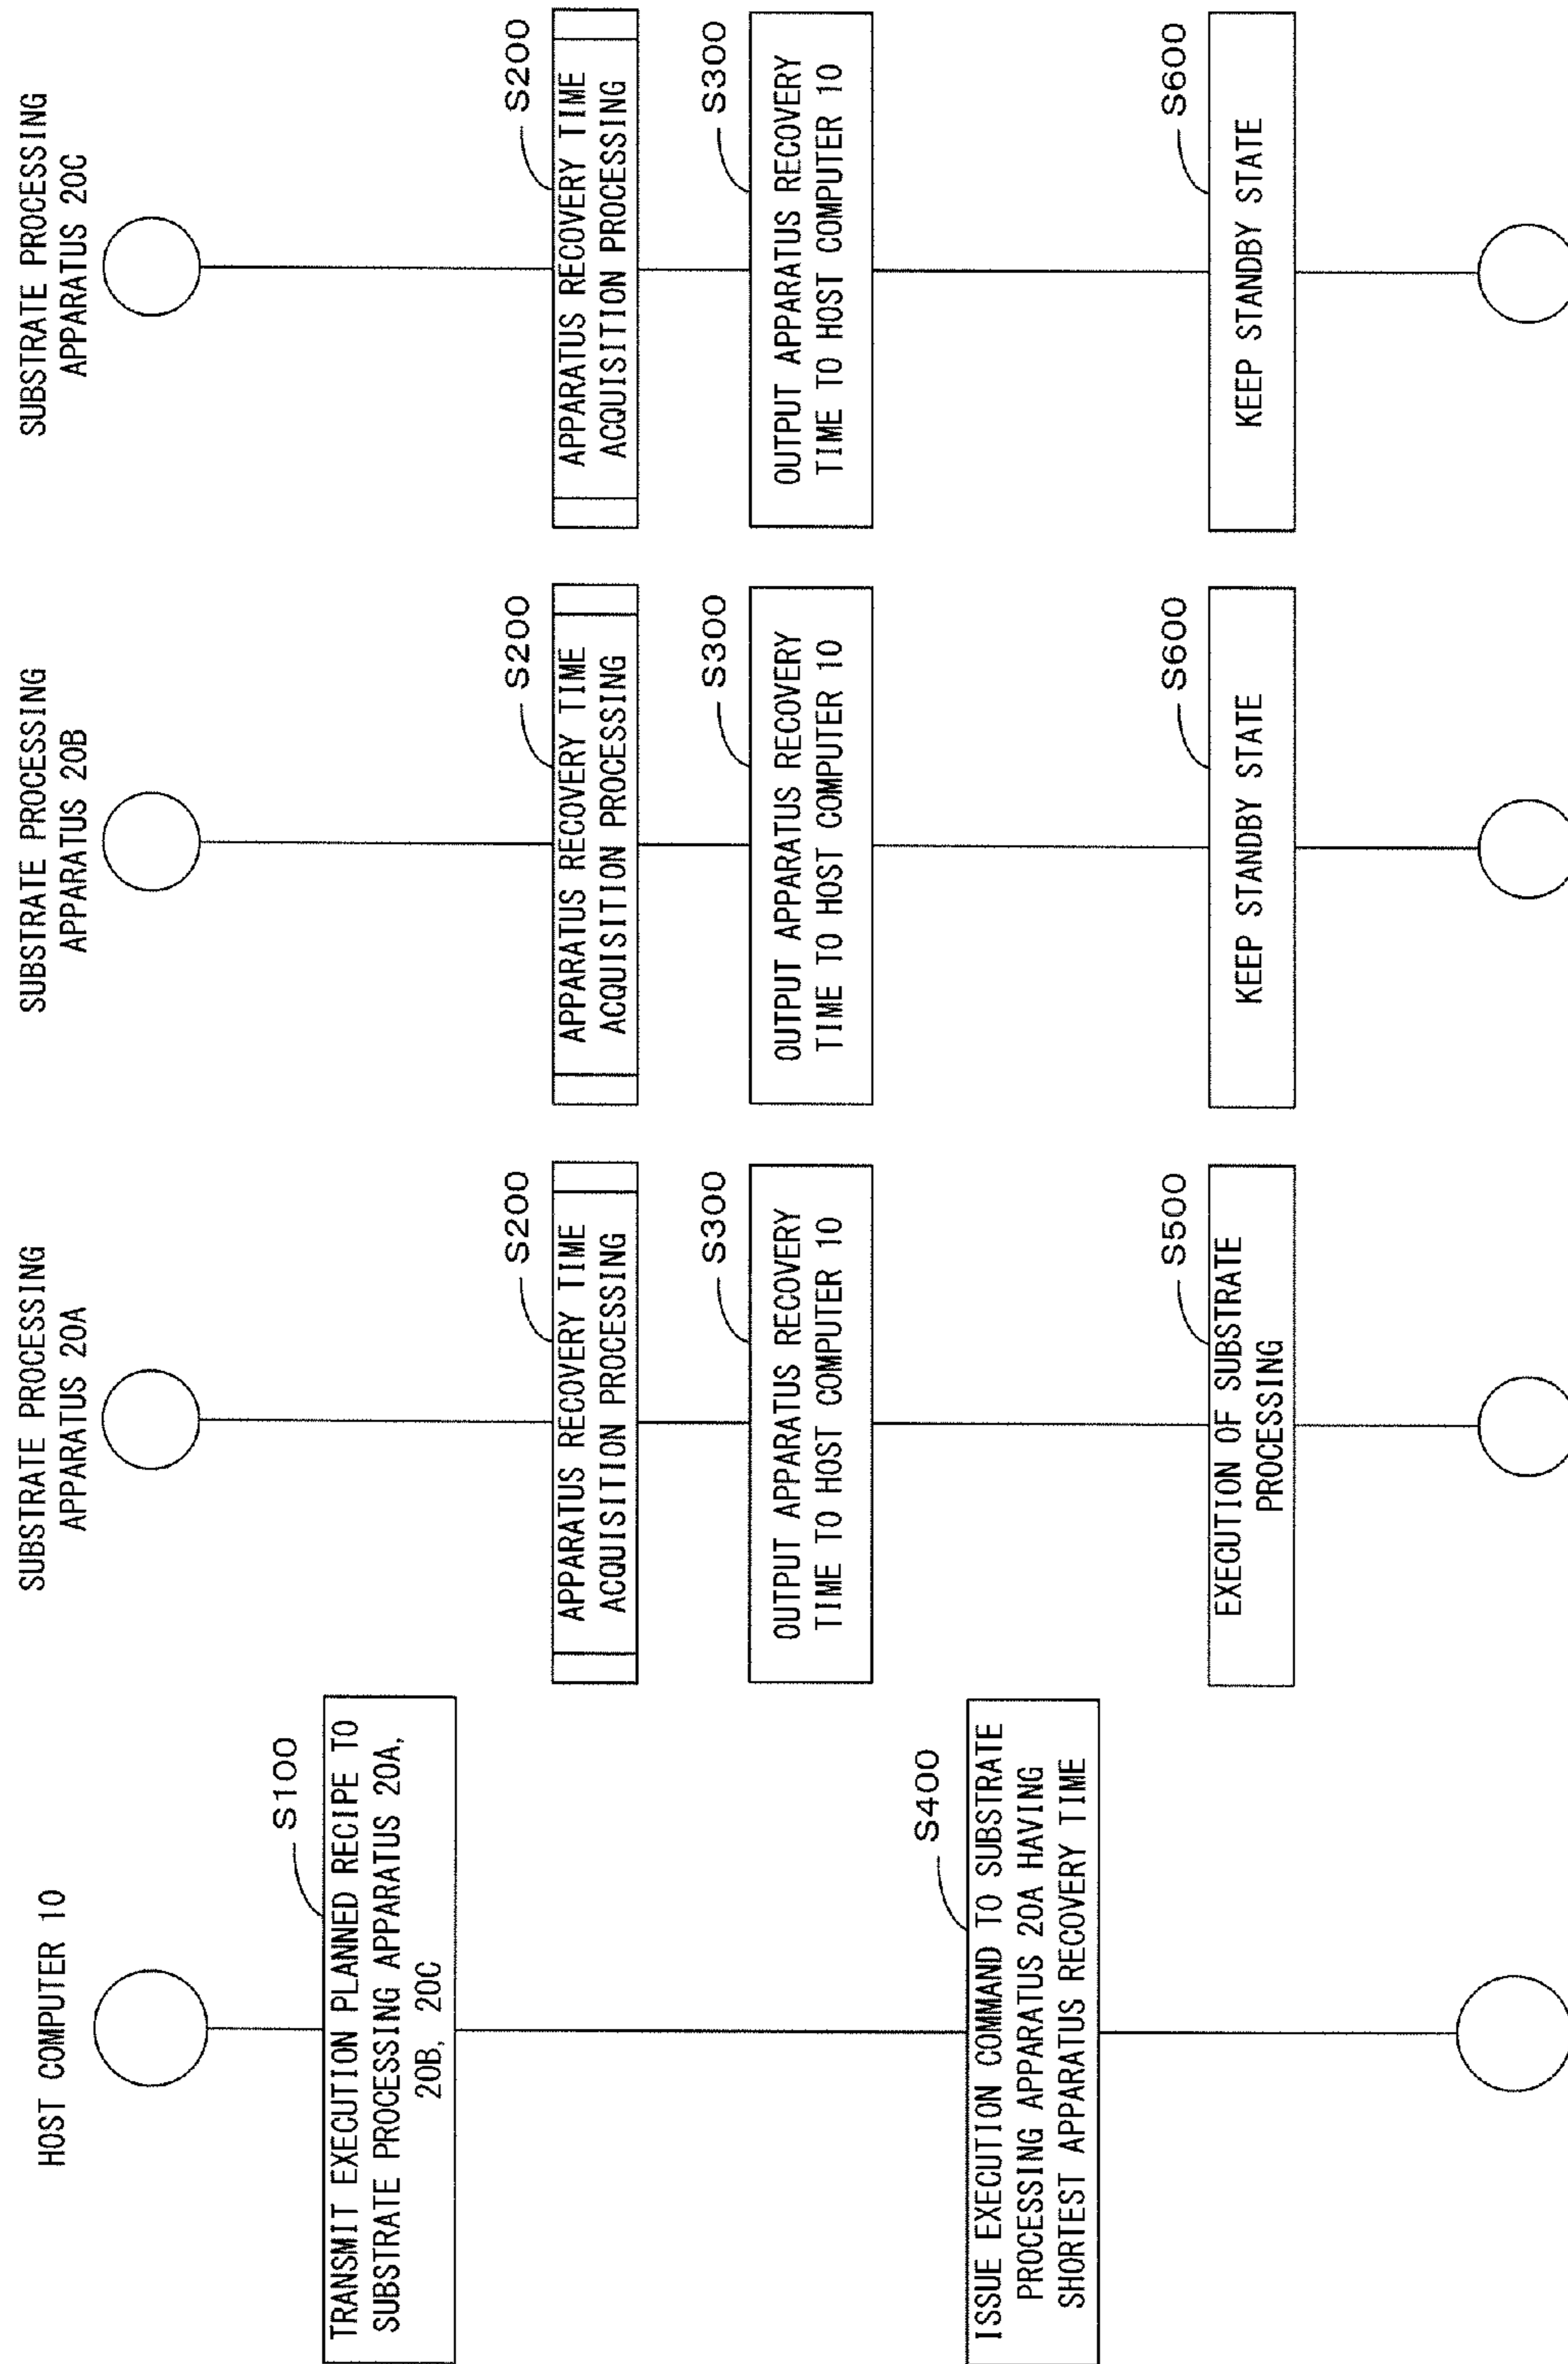 HOST COMPUTER 10
S100
TRANSMIT EXECUTION PLANNED RECIPE TO
SUBSTRATE PROCESSING APPARATUS 20A,
20B, 20C
S400
ISSUE EXECUTION COMMAND TO SUBSTRATE
PROCESSING APPARATUS 20A HAVING
SHORTEST APPARATUS RECOVERY TIME
SUBSTRATE PROCESSING
APPARATUS 20A
S200
APPARATUS RECOVERY TIME
ACQUISITION PROCESSING
S300
OUTPUT APPARATUS RECOVERY
TIME TO HOST COMPUTER 10
S500
EXECUTION OF SUBSTRATE
PROCESSING
SUBSTRATE PROCESSING
APPARATUS 20B
S200
APPARATUS RECOVERY TIME
ACQUISITION PROCESSING
S300
OUTPUT APPARATUS RECOVERY
TIME TO HOST COMPUTER 10
S600
KEEP STANDBY STATE
SUBSTRATE PROCESSING
APPARATUS 20C
S200
APPARATUS RECOVERY TIME
ACQUISITION PROCESSING
S300
OUTPUT APPARATUS RECOVERY
TIME TO HOST COMPUTER 10
S600
KEEP STANDBY STATE